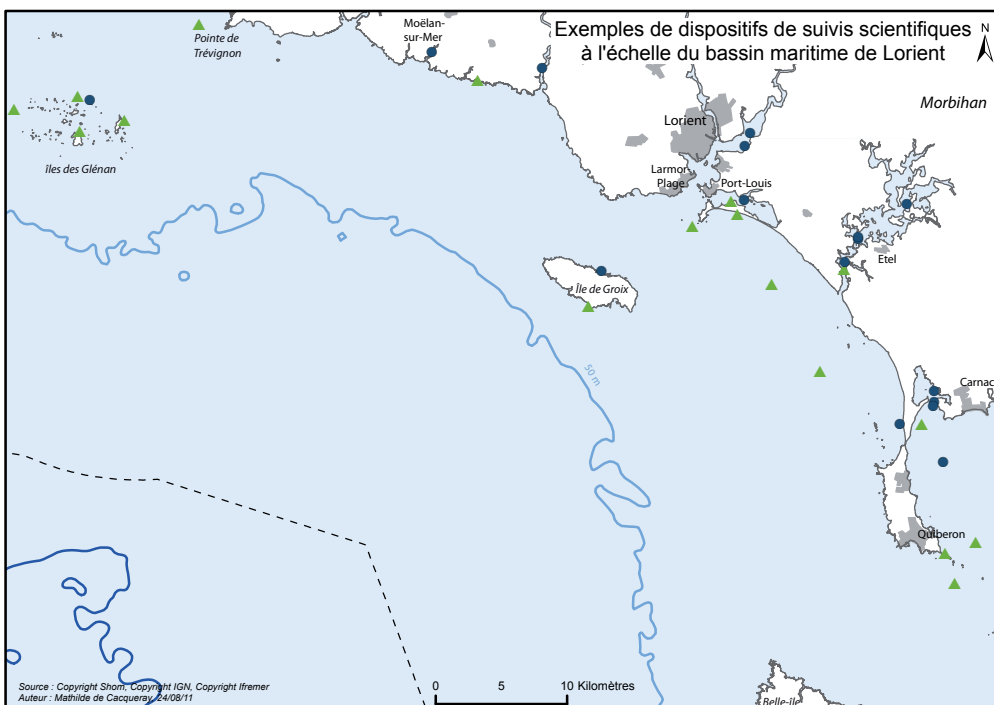 Exemples de dispositifs de suivis scientifiques
à l'échelle du bassin maritime de Lorient
N
Pointe de
Trévignon
Moëlan-
sur-Mer
Morbihan
Lorient
îles des Glénan
Larmor
Plage
Port-Louis
Etel
Île de Groix
50 m
Carnac
Quiberon
Belle-île
0 5 10 Kilomètres
Source : Copyright Shom, Copyright IGN, Copyright Ifremer
Auteur : Mathilde de Cacqueray, 24/08/11